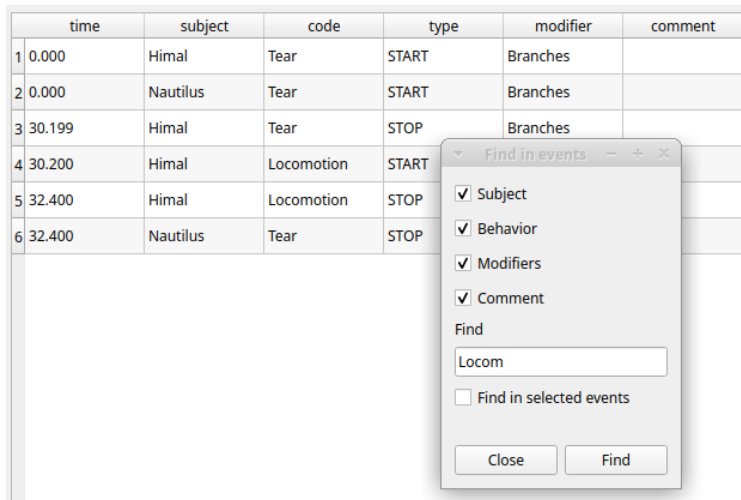 time subject code type modifier comment
1 0.000 Himal Tear START Branches
2 0.000 Nautilus Tear START Branches
3 30.199 Himal Tear STOP Branches
4 30.200 Himal Locomotion START
5 32.400 Himal Locomotion STOP
6 32.400 Nautilus Tear STOP
Find in events
Subject
Behavior
Modifiers
Comment
Find
Locom
Find in selected events
Close Find